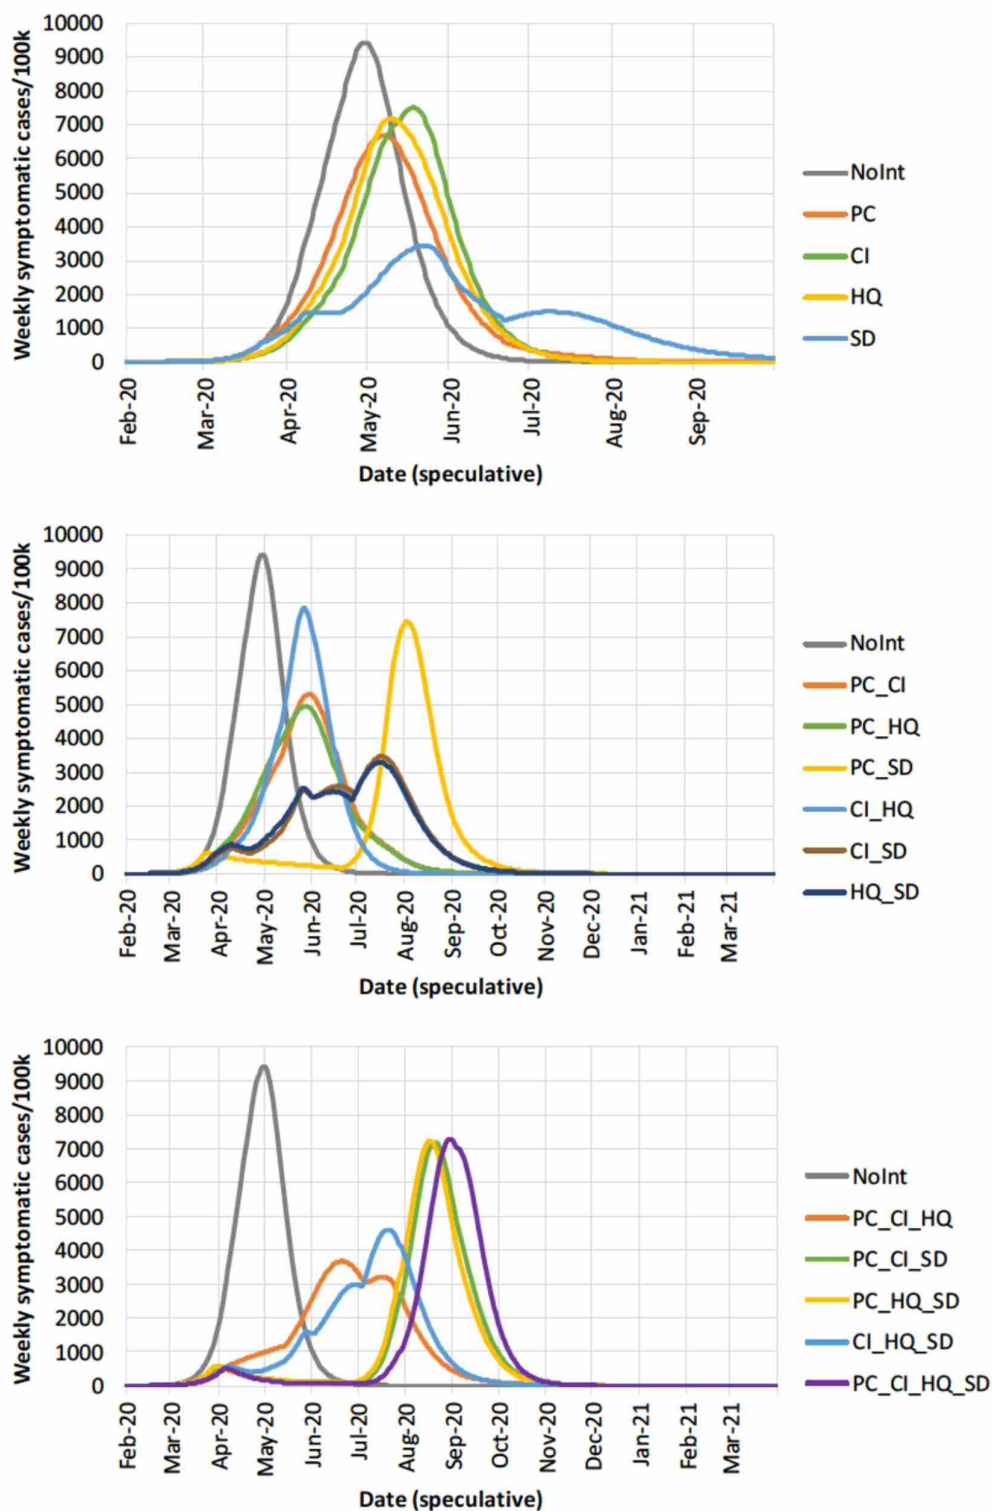 Weekly symptomatic cases/100k
10000
9000
8000
7000
6000
5000
4000
3000
2000
1000
0
Feb-20
Mar-20
Apr-20
May-20
Jun-20
Jul-20
Aug-20
Sep-20
Date (speculative)
NoInt
PC
CI
HQ
SD
Weekly symptomatic cases/100k
10000
9000
8000
7000
6000
5000
4000
3000
2000
1000
0
Feb-20
Mar-20
Apr-20
May-20
Jun-20
Jul-20
Aug-20
Sep-20
Oct-20
Nov-20
Dec-20
Jan-21
Feb-21
Mar-21
Date (speculative)
NoInt
PC_CI
PC_HQ
PC_SD
CI_HQ
CI_SD
HQ_SD
Weekly symptomatic cases/100k
10000
9000
8000
7000
6000
5000
4000
3000
2000
1000
0
Feb-20
Mar-20
Apr-20
May-20
Jun-20
Jul-20
Aug-20
Sep-20
Oct-20
Nov-20
Dec-20
Jan-21
Feb-21
Mar-21
Date (speculative)
NoInt
PC_CI_HQ
PC_CI_SD
PC_HQ_SD
CI_HQ_SD
PC_CI_HQ_SD